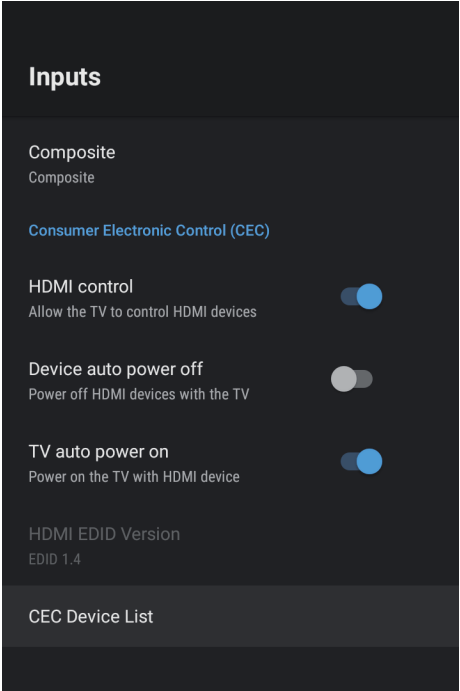 Inputs
Composite
Composite
Consumer Electronic Control (CEC)
HDMI control
Allow the TV to control HDMI devices
Device auto power off
Power off HDMI devices with the TV
TV auto power on
Power on the TV with HDMI device
HDMI EDID Version
EDID 1.4
CEC Device List